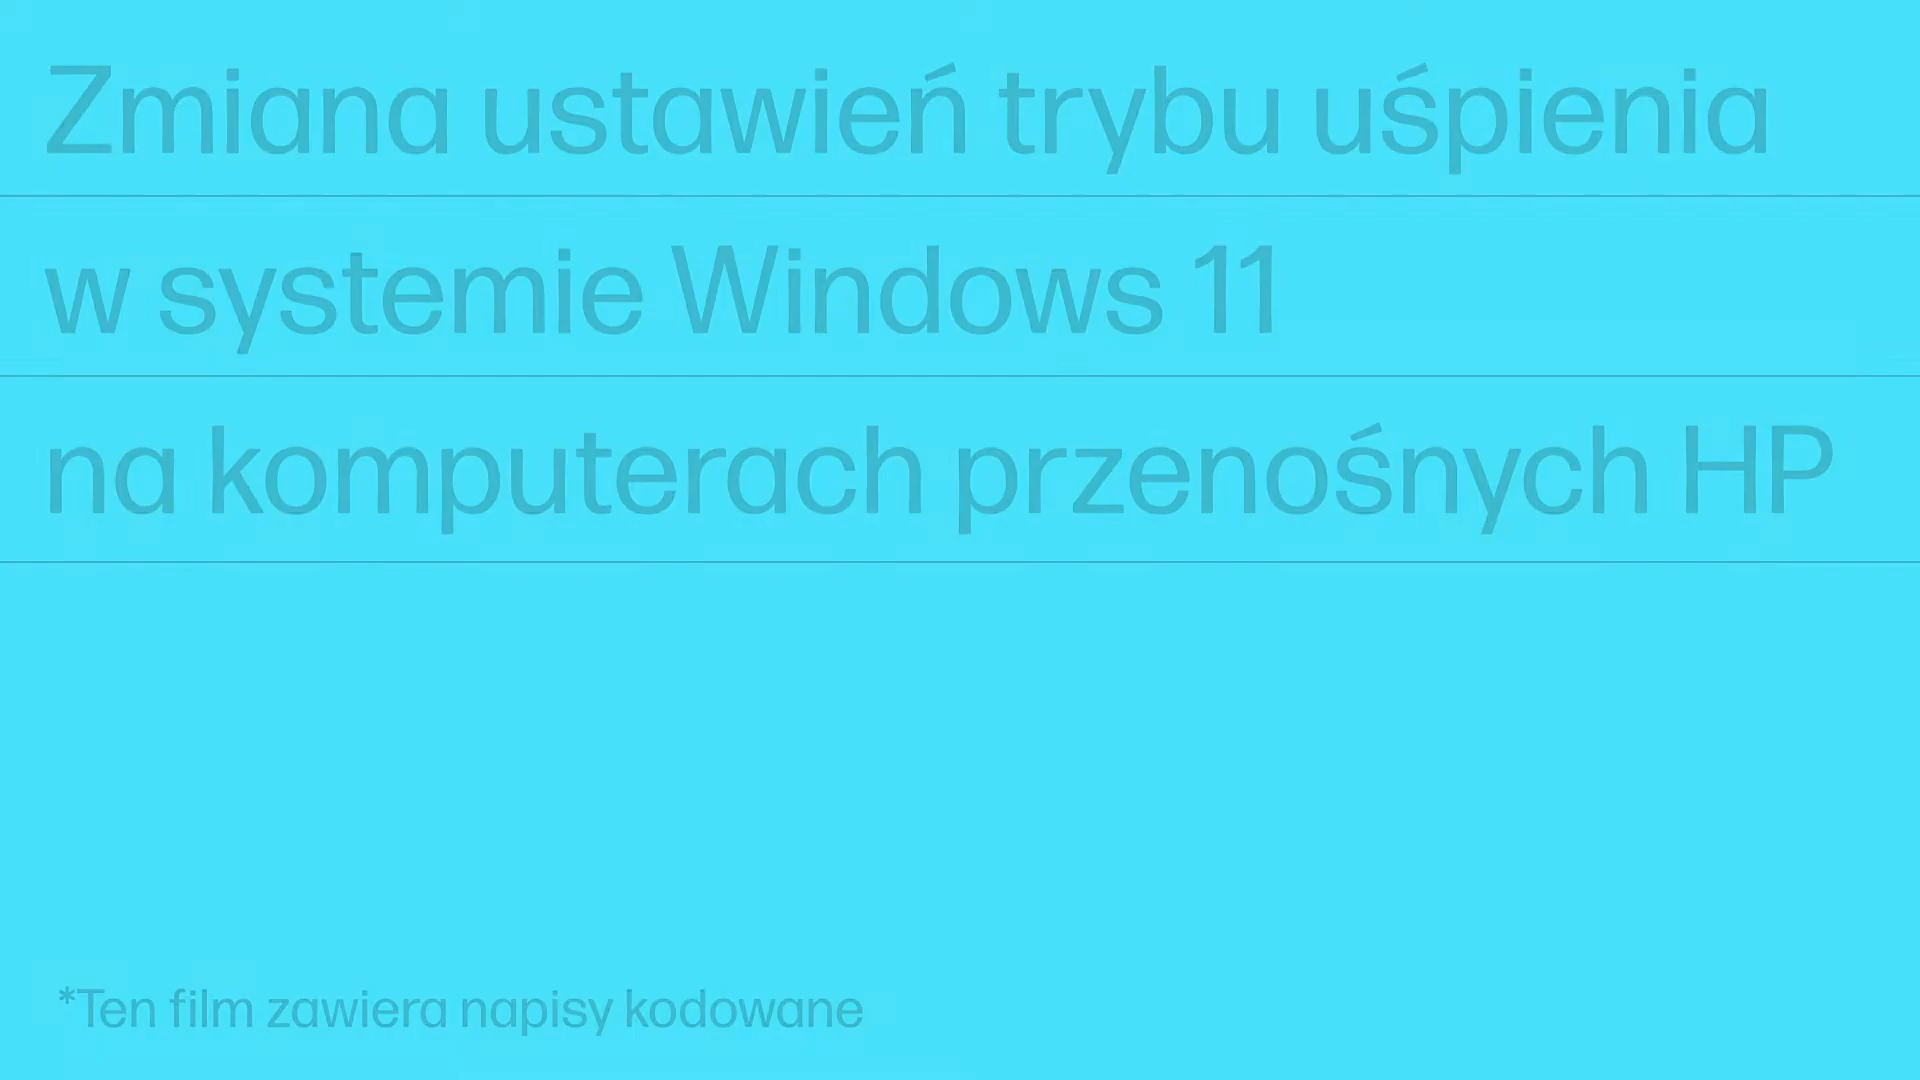 Zmiana ustawień trybu uśpienia
w systemie Windows 11
na komputerach przenośnych HP
*Ten film zawiera napisy kodowane